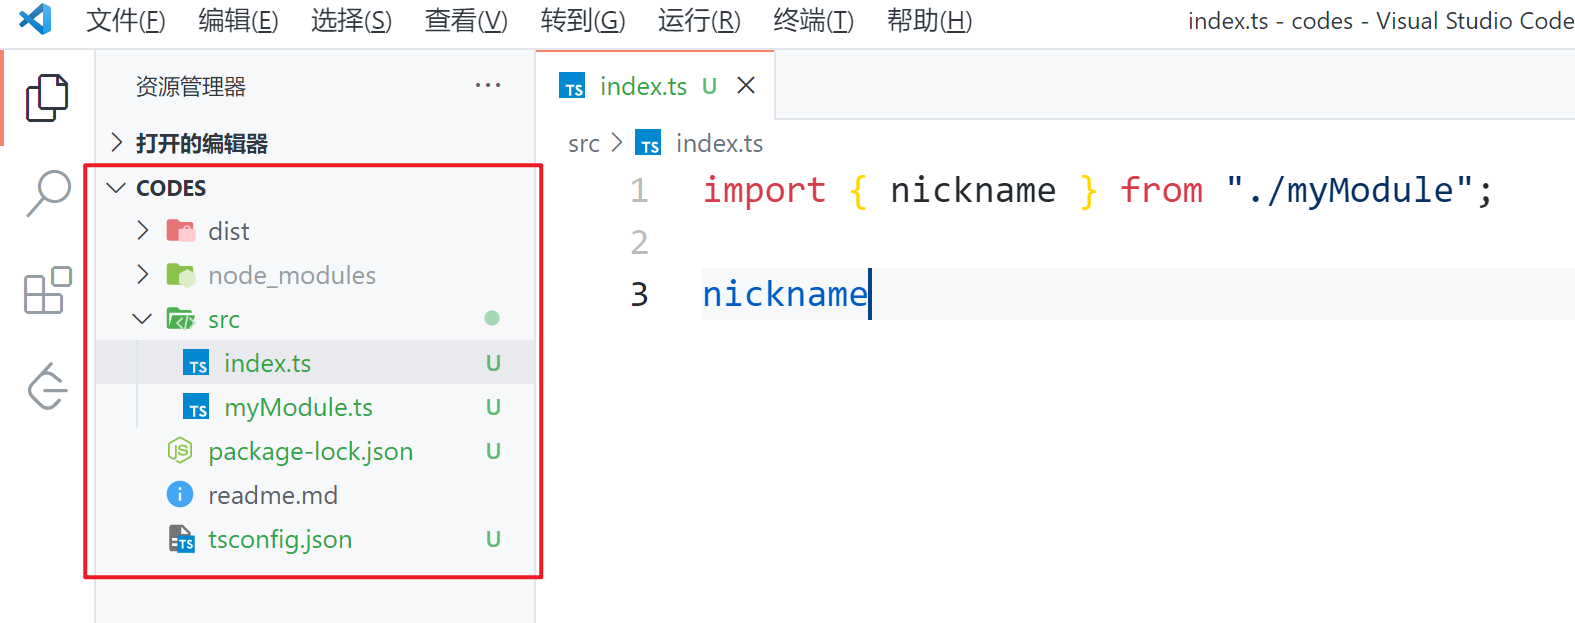 文件(F) 编辑(E) 选择(S) 查看(V) 转到(G) 运行(R) 终端(T) 帮助(H) index.ts - codes - Visual Studio Code
资源管理器 ···
打开的编辑器
CODES
dist
node_modules
src
TS index.ts U
TS myModule.ts U
JS package-lock.json U
i readme.md
TS tsconfig.json U
TS index.ts U
src > TS index.ts
1 import { nickname } from "./myModule";
2
3 nickname